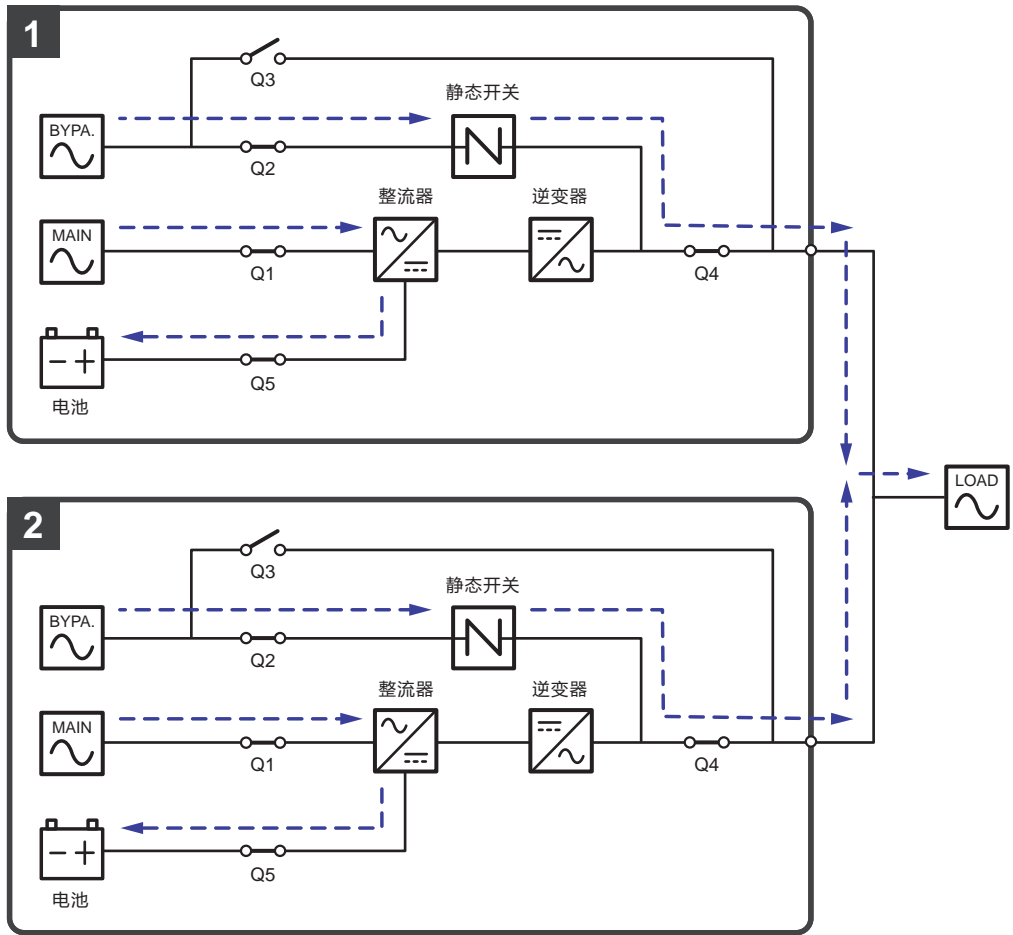 1
Q3
静态开关
BYPA.
Q2
整流器
逆变器
MAIN
Q1
Q4
Q5
电池
LOAD
2
Q3
静态开关
BYPA.
Q2
整流器
逆变器
MAIN
Q1
Q4
Q5
电池